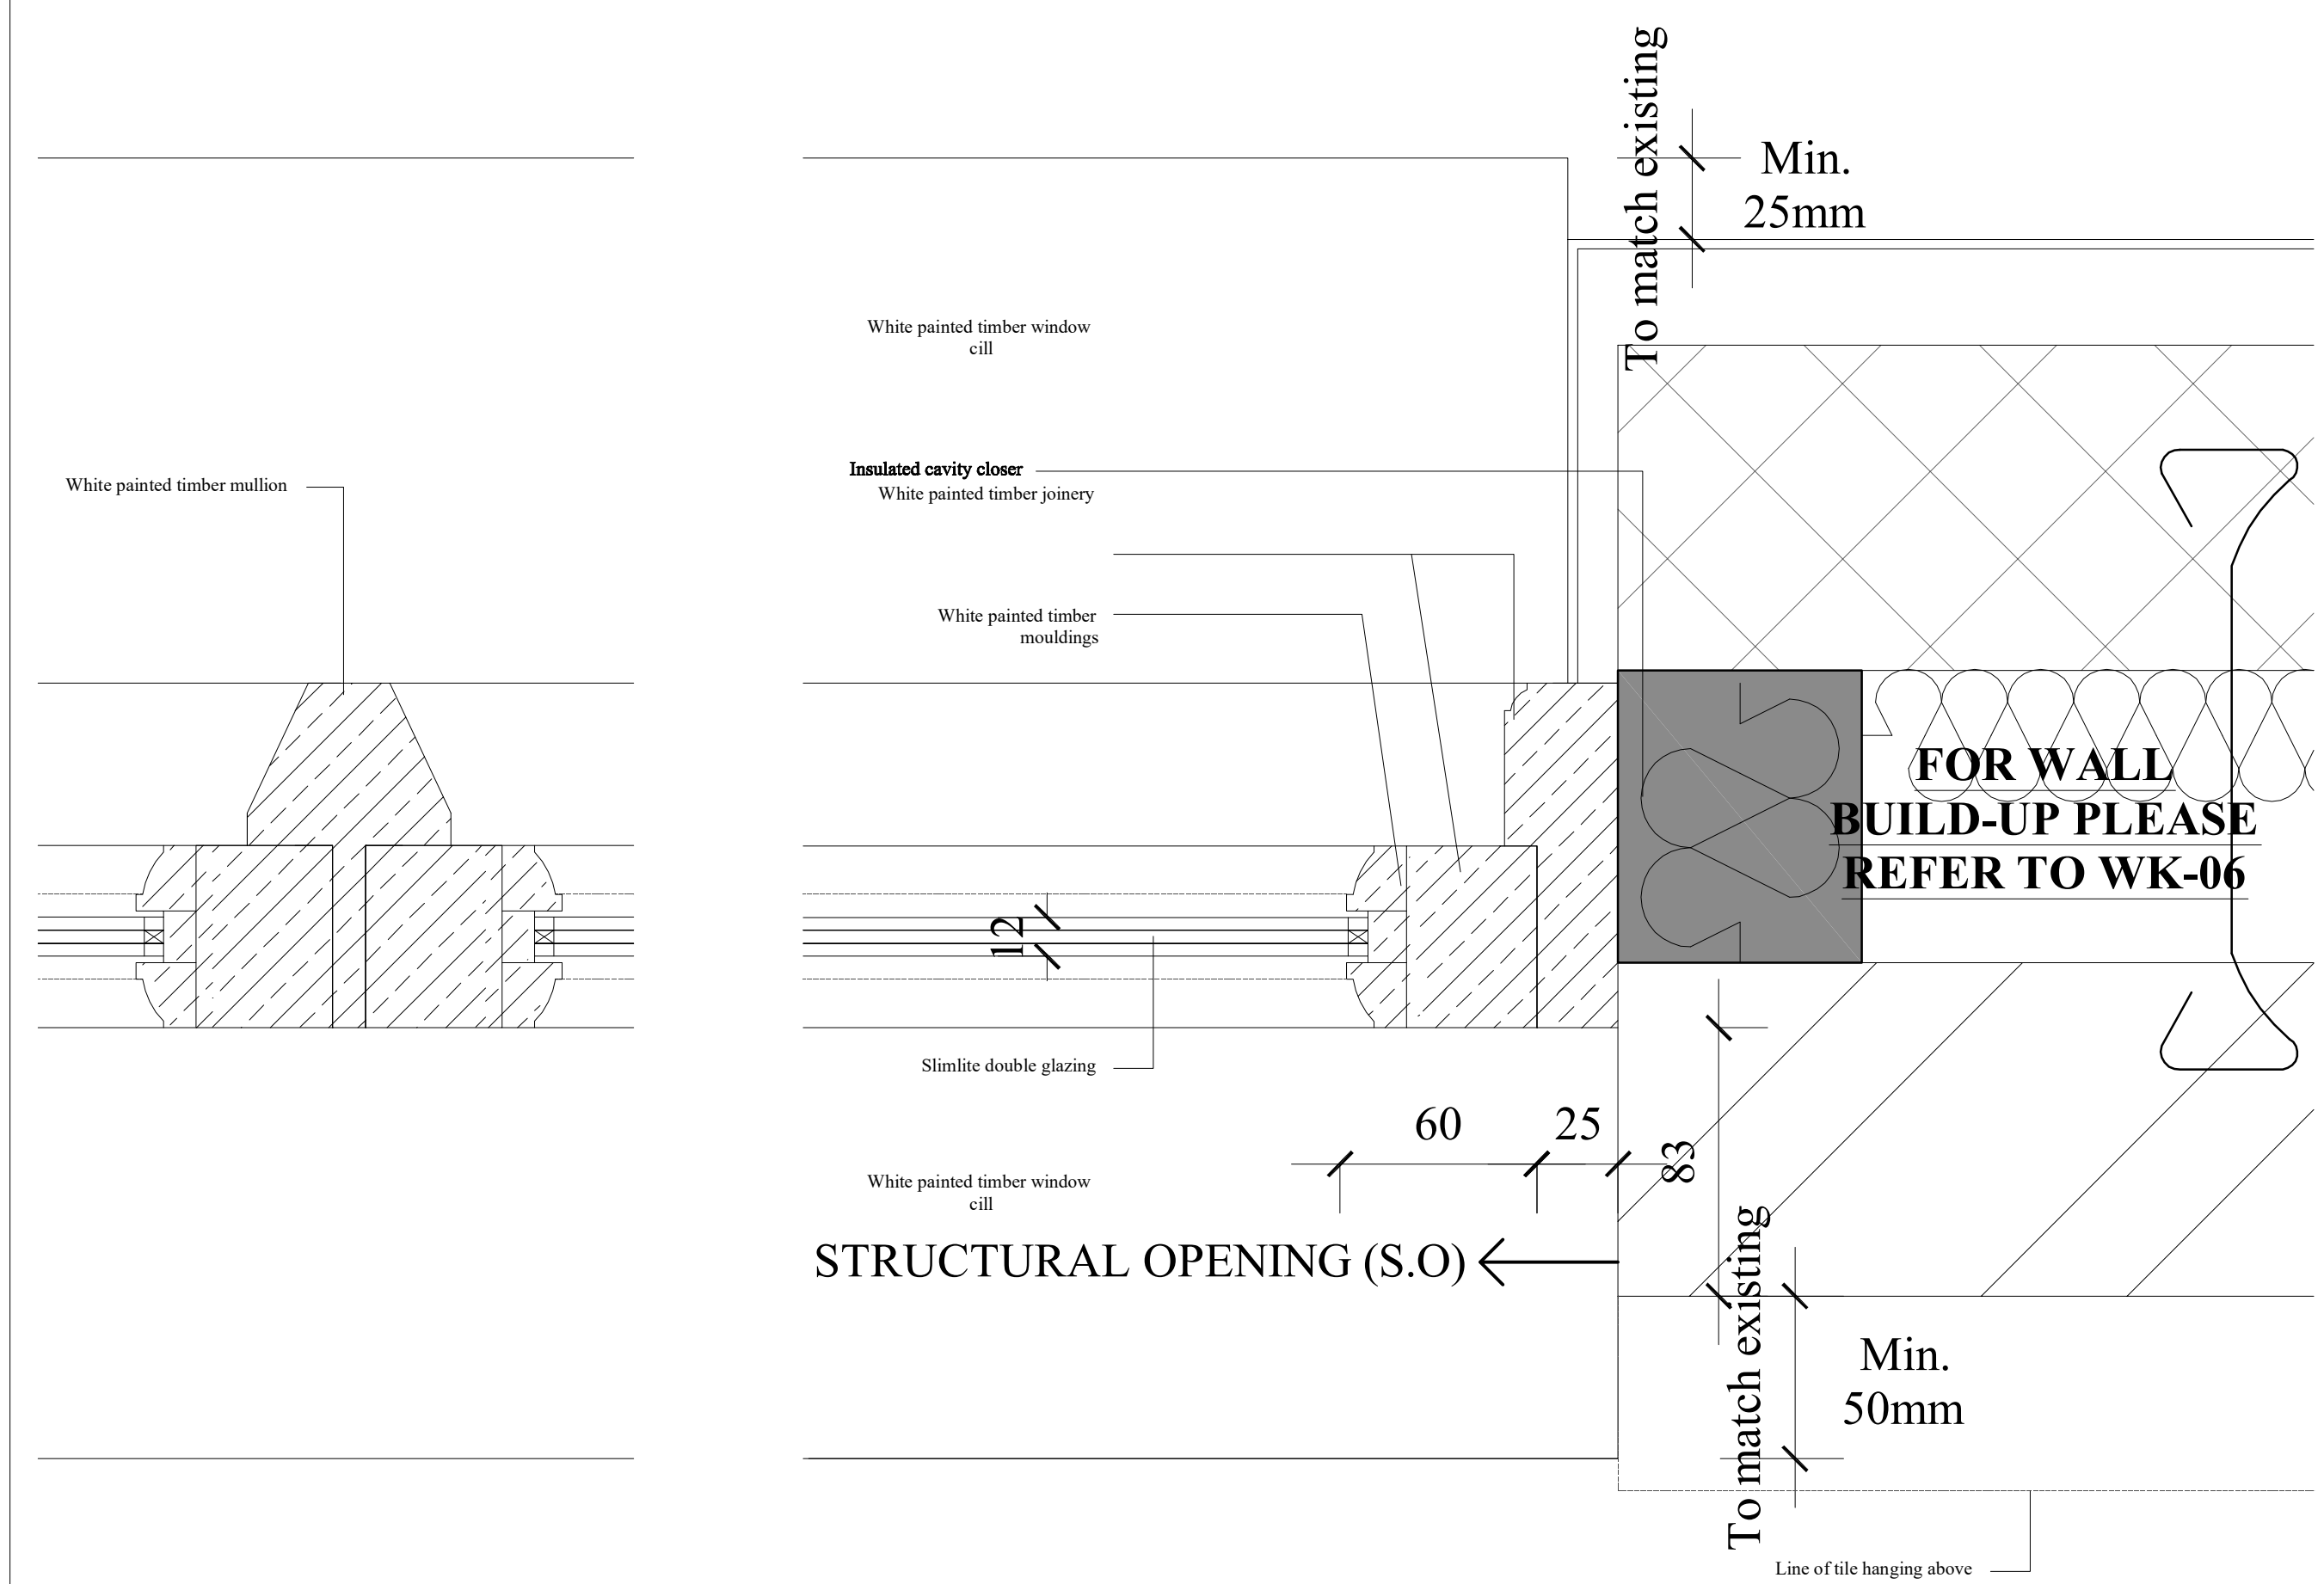 To match existing
Min.
25mm
White painted timber window
cill
Insulated cavity closer
White painted timber mullion
White painted timber joinery
White painted timber
mouldings
FOR WALL
BUILD-UP PLEASE
REFER TO WK-06
12
Slimlite double glazing
60
25
83
White painted timber window
cill
STRUCTURAL OPENING (S.O)
To match existing
Min.
50mm
Line of tile hanging above